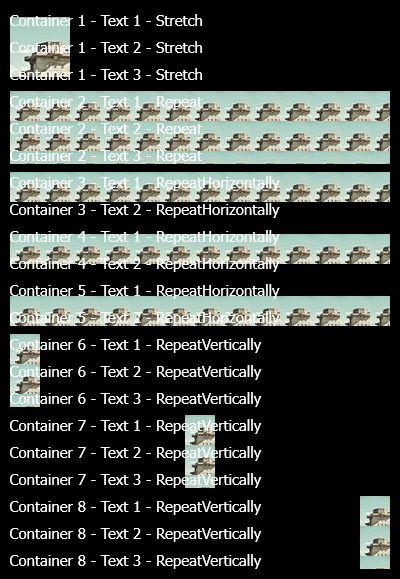 Container 1 - Text 1 - Stretch
Container 1 - Text 2 - Stretch
Container 1 - Text 3 - Stretch
Container 2 - Text 1 - Repeat
Container 2 - Text 2 - Repeat
Container 2 - Text 3 - Repeat
Container 3 - Text 1 - RepeatHorizontally
Container 3 - Text 2 - RepeatHorizontally
Container 4 - Text 1 - RepeatHorizontally
Container 4 - Text 2 - RepeatHorizontally
Container 5 - Text 1 - RepeatHorizontally
Container 5 - Text 2 - RepeatHorizontally
Container 6 - Text 1 - RepeatVertically
Container 6 - Text 2 - RepeatVertically
Container 6 - Text 3 - RepeatVertically
Container 7 - Text 1 - RepeatVertically
Container 7 - Text 2 - RepeatVertically
Container 7 - Text 3 - RepeatVertically
Container 8 - Text 1 - RepeatVertically
Container 8 - Text 2 - RepeatVertically
Container 8 - Text 3 - RepeatVertically